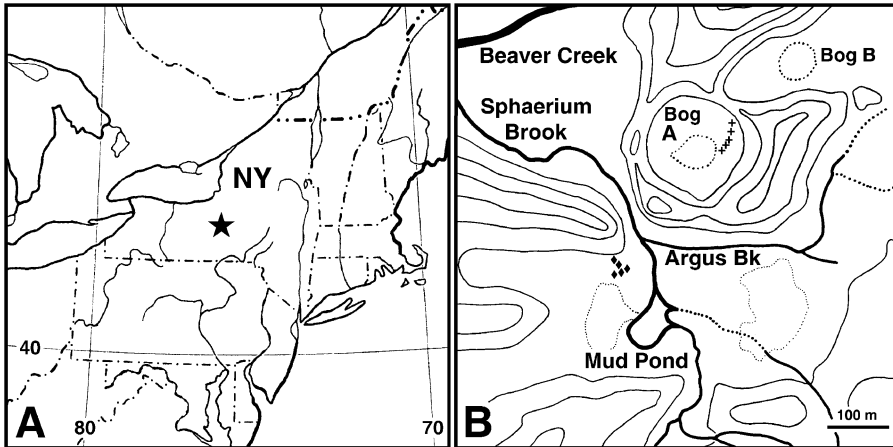 NY
40
A
80
70
Beaver Creek
Bog B
Sphaerium
Brook
Bog
A
Argus Bk
Mud Pond
B
100 m